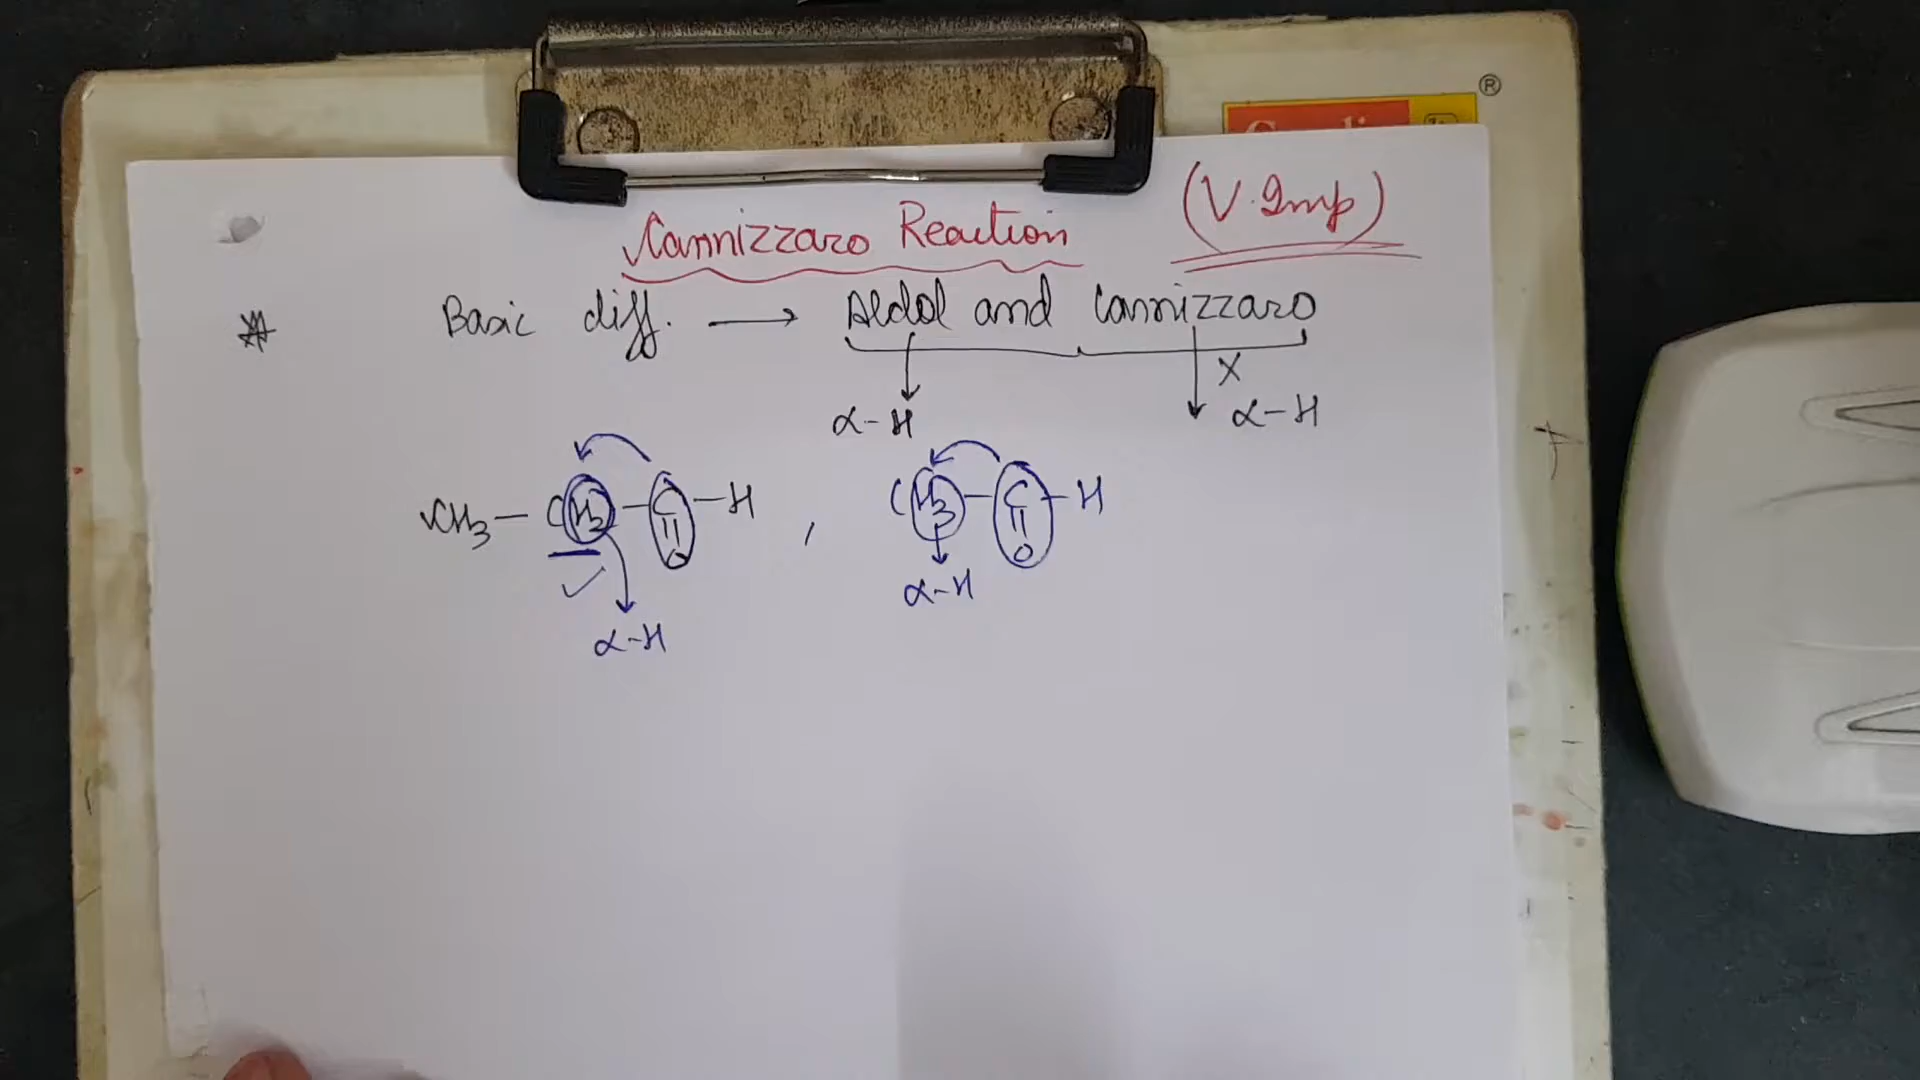 Cannizzaro Reaction (V. Imp)
Basic diff. → Aldol and Cannizzaro
X
α-H α-H
CH3 - CH2 - C - H , CH3 - C - H
|| ||
O O
✓ α-H
α-H
®